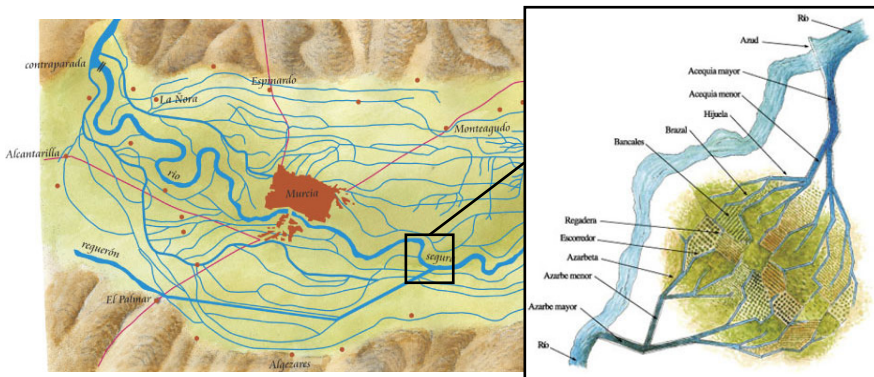 contraparada
La Ñora
Espinardo
Monteagudo
Alcantarilla
río
Murcia
segura
reguerón
El Palmar
Algezares
Río
Azud
Acequia mayor
Acequia menor
Hijuela
Brazal
Bancales
Regadera
Escorredor
Azarbeta
Azarbe menor
Azarbe mayor
Río